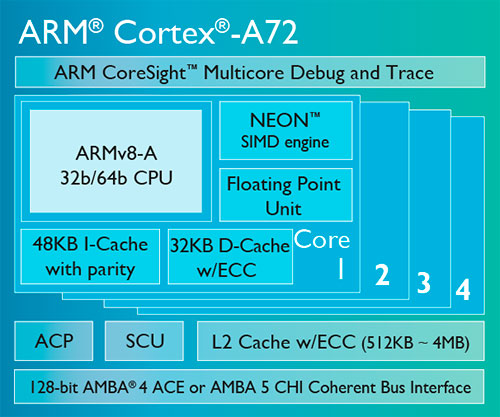 ARM® Cortex®-A72
ARM CoreSight™ Multicore Debug and Trace
ARMv8-A
32b/64b CPU
NEON™
SIMD engine
Floating Point
Unit
48KB I-Cache
with parity
32KB D-Cache
w/ECC
Core
1
2
3
4
ACP
SCU
L2 Cache w/ECC (512KB ~ 4MB)
128-bit AMBA® 4 ACE or AMBA 5 CHI Coherent Bus Interface